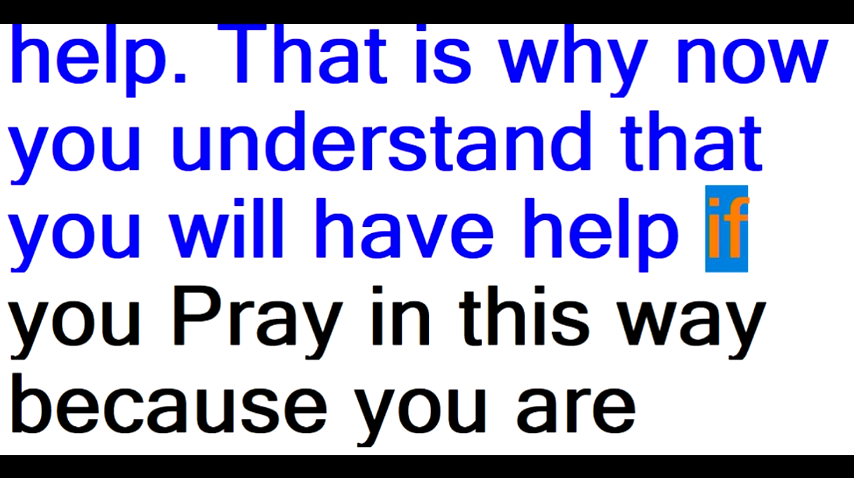 help. That is why now
you understand that
you will have help if
you Pray in this way
because you are